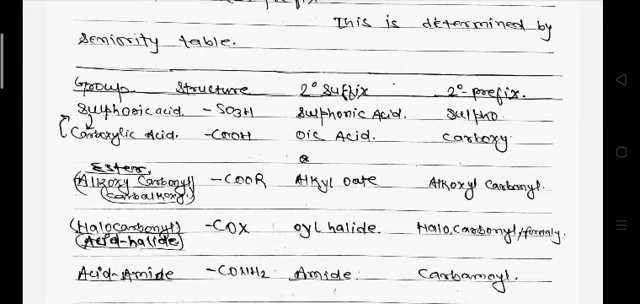 This is determined by
seniority table.
Group Structure 2° Suffix 2°-prefix.
Sulphonic acid -SO3H Sulphonic Acid. Sulpho
Carboxylic Acid. -COOH Oic Acid. Carboxy
Ester,
(Alkoxy Carbonyl) -COOR Alkyl oate Alkoxyl Carbonyl.
(Carbalkoxy)
(Halocarbonyl) -COX oyl halide. Halo, Carbonyl,
(Acid-halide)
Acid-Amide -CONH2 Amide Carbamoyl.